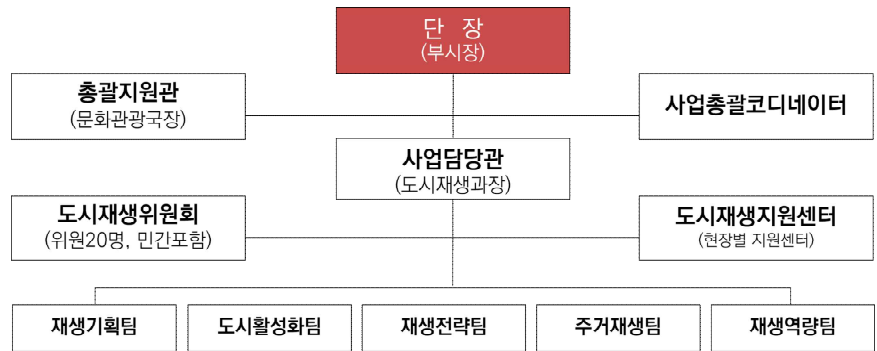 단 장
(부시장)
총괄지원관
(문화관광국장)
사업총괄코디네이터
사업담당관
(도시재생과장)
도시재생위원회
(위원20명, 민간포함)
도시재생지원센터
(현장별 지원센터)
재생기획팀
도시활성화팀
재생전략팀
주거재생팀
재생역량팀